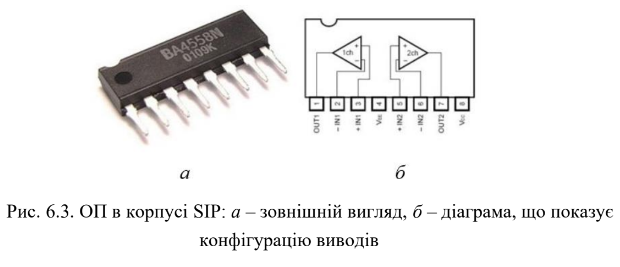 BA4558N
0109K
1ch
2ch
+
−
+
−
1 2 3 4 5 6 7 8
OUT1 − IN1 + IN1 VEE + IN2 − IN2 OUT2 VCC
а б
Рис. 6.3. ОП в корпусі SIP: а – зовнішній вигляд, б – діаграма, що показує
конфігурацію виводів